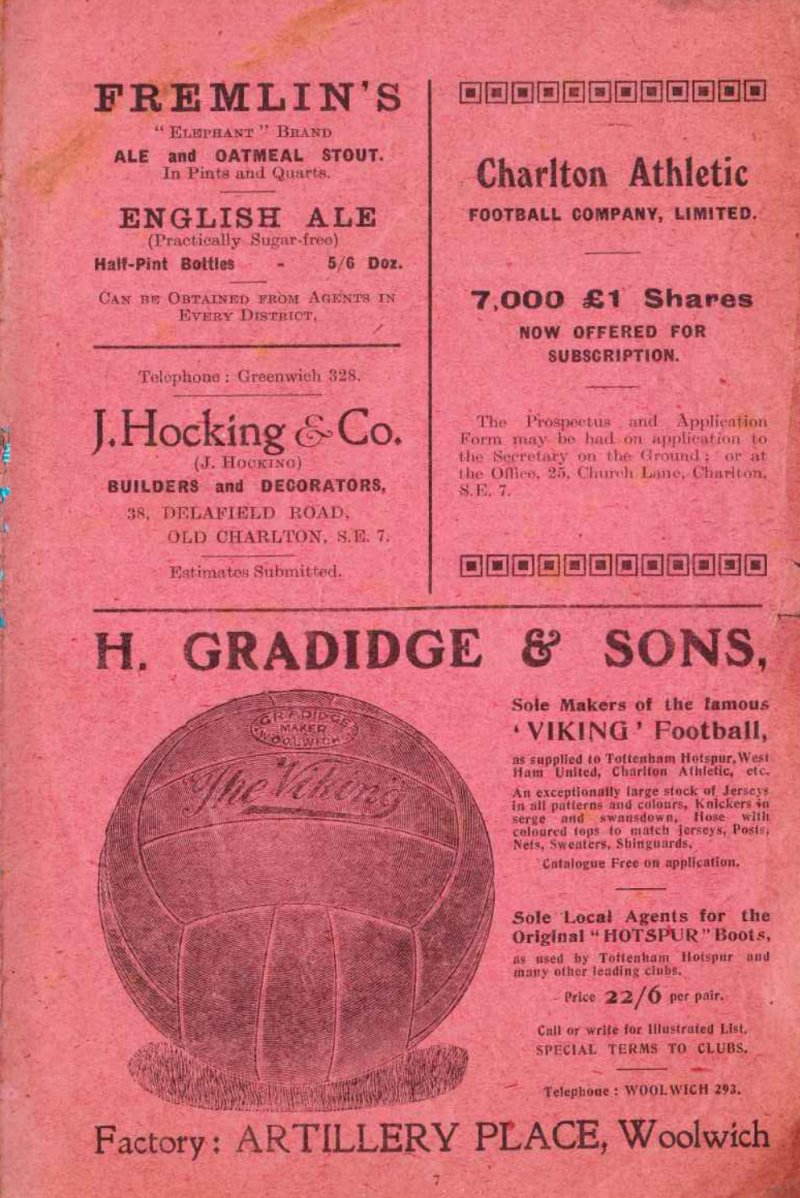 FREMLIN'S
“ ELEPHANT ” BRAND
ALE and OATMEAL STOUT.
In Pints and Quarts.
ENGLISH ALE
(Practically Sugar-free)
Half-Pint Bottles - 5/6 Doz.
CAN BE OBTAINED FROM AGENTS IN
EVERY DISTRICT.
Telephone : Greenwich 328.
J. Hocking & Co.
(J. HOCKING)
BUILDERS and DECORATORS,
38, DELAFIELD ROAD,
OLD CHARLTON, S.E. 7.
Estimates Submitted.
Charlton Athletic
FOOTBALL COMPANY, LIMITED.
7,000 £1 Shares
NOW OFFERED FOR
SUBSCRIPTION.
The Prospectus and Application
Form may be had on application to
the Secretary on the Ground ; or at
the Office, 25, Church Lane, Charlton,
S.E. 7.
H. GRADIDGE & SONS,
GRADIDGE
MAKER
WOOLWICH
The Viking
Sole Makers of the famous
‘ VIKING ’ Football,
as supplied to Tottenham Hotspur, West
Ham United, Charlton Athletic, etc.
An exceptionally large stock of Jerseys
in all patterns and colours, Knickers in
serge and swansdown, Hose with
coloured tops to match jerseys, Posts,
Nets, Sweaters, Shinguards.
Catalogue Free on application.
Sole Local Agents for the
Original “ HOTSPUR ” Boots,
as used by Tottenham Hotspur and
many other leading clubs.
Price 22/6 per pair.
Call or write for Illustrated List.
SPECIAL TERMS TO CLUBS.
Telephone : WOOLWICH 293.
Factory : ARTILLERY PLACE, Woolwich
7